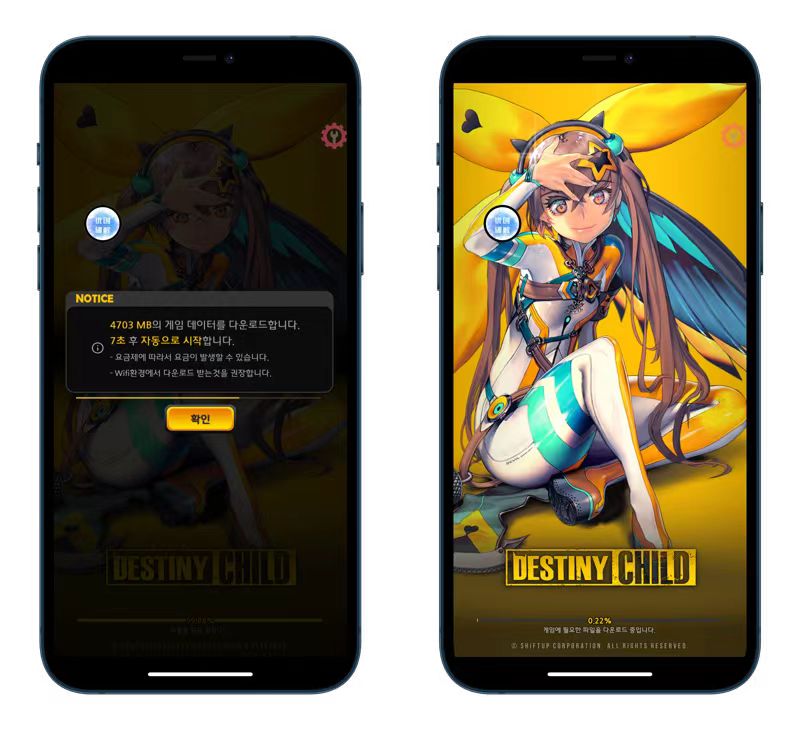 NOTICE
4703 MB의 게임 데이터를 다운로드합니다.
7초 후 자동으로 시작합니다.
- 요금제에 따라서 요금이 발생할 수 있습니다.
- Wifi환경에서 다운로드 받는것을 권장합니다.
확인
DESTINY CHILD
DESTINY CHILD
0.22%
게임에 필요한 파일을 다운로드 중입니다.
© SHIFTUP CORPORATION. ALL RIGHTS RESERVED.